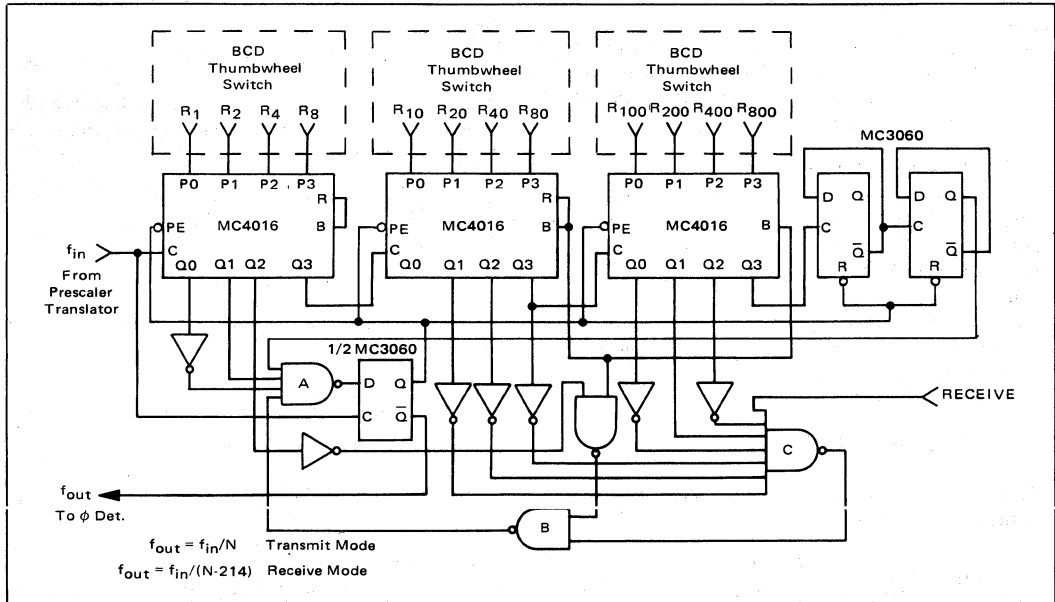 BCD Thumbwheel Switch
BCD Thumbwheel Switch
BCD Thumbwheel Switch
R1 R2 R4 R8
R10 R20 R40 R80
R100 R200 R400 R800
MC3060
P0 P1 P2 P3
R
PE MC4016 B
C
Q0 Q1 Q2 Q3
P0 P1 P2 P3
R
PE MC4016 B
C
Q0 Q1 Q2 Q3
P0 P1 P2 P3
PE MC4016 B
C
Q0 Q1 Q2 Q3
D Q
C
Q̅
R
D Q
C
Q̅
R
fin
From
Prescaler
Translator
1/2 MC3060
A
D Q
C Q̅
RECEIVE
C
fout
To ϕ Det.
B
fout = fin/N Transmit Mode
fout = fin/(N-214) Receive Mode